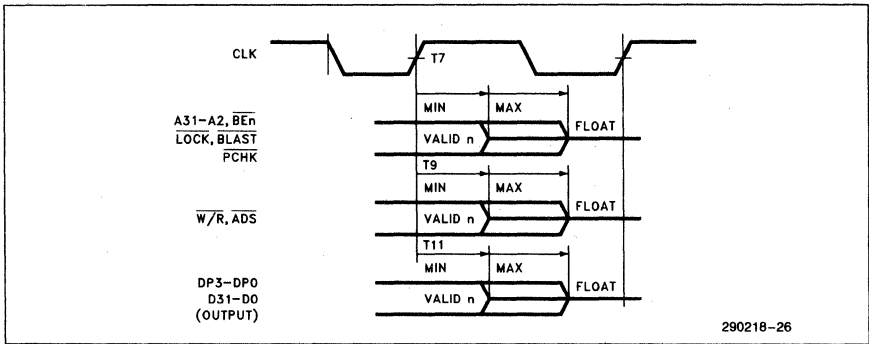 CLK
T7
MIN MAX
A31-A2, BEn
LOCK, BLAST
PCHK
VALID n
FLOAT
T9
MIN MAX
W/R, ADS
VALID n
FLOAT
T11
MIN MAX
DP3-DP0
D31-D0
(OUTPUT)
VALID n
FLOAT
290218-26